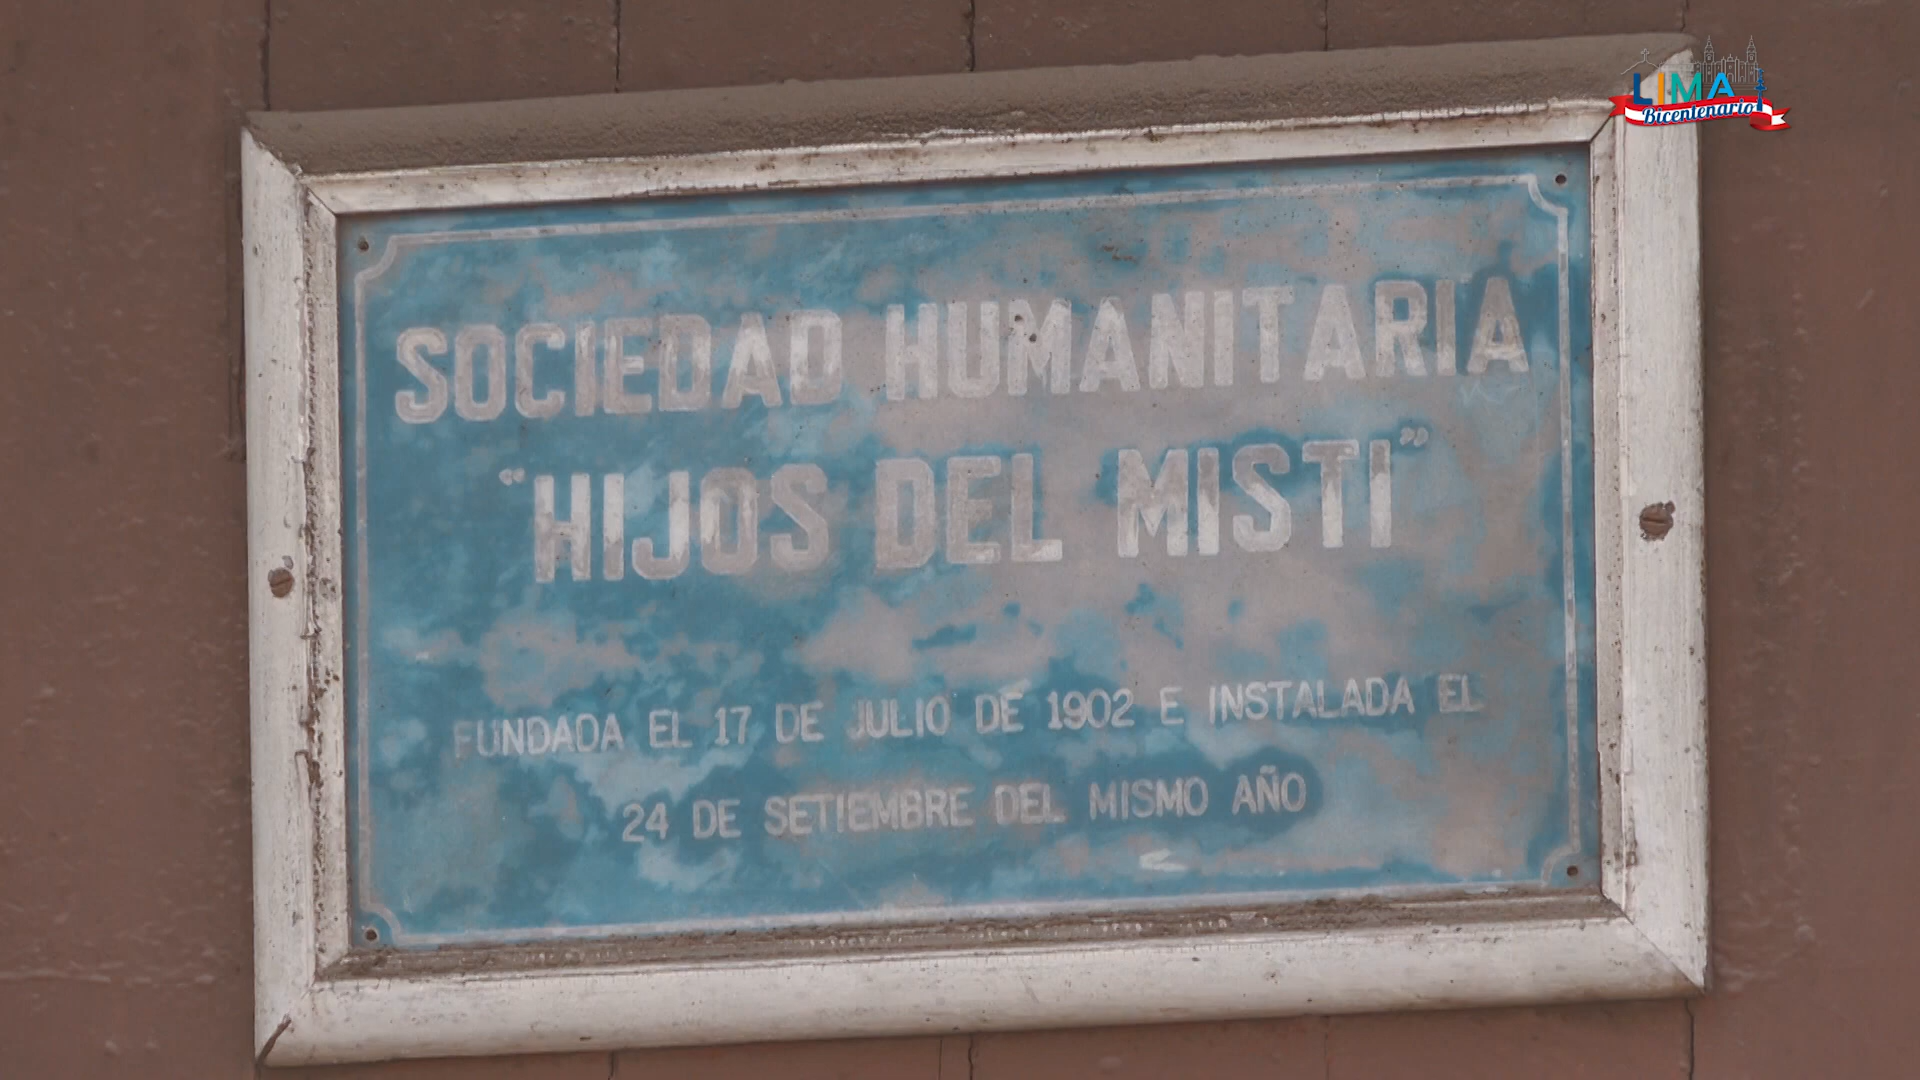 LIMA
Bicentenario
SOCIEDAD HUMANITARIA
"HIJOS DEL MISTI"
FUNDADA EL 17 DE JULIO DE 1902 E INSTALADA EL
24 DE SETIEMBRE DEL MISMO AÑO